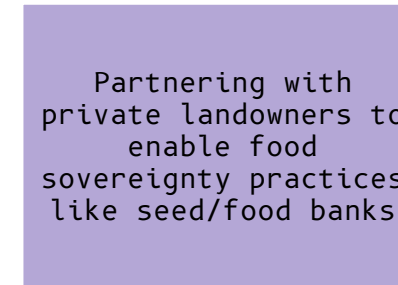 Partnering with
private landowners to
enable food
sovereignty practices
like seed/food banks